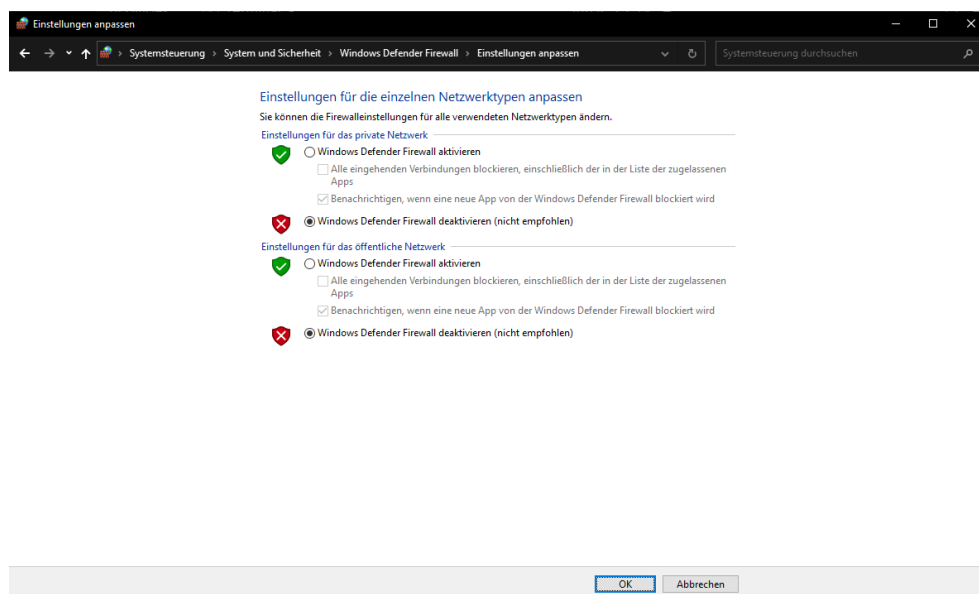 Einstellungen anpassen
Systemsteuerung > System und Sicherheit > Windows Defender Firewall > Einstellungen anpassen
Systemsteuerung durchsuchen
Einstellungen für die einzelnen Netzwerktypen anpassen
Sie können die Firewalleinstellungen für alle verwendeten Netzwerktypen ändern.
Einstellungen für das private Netzwerk
Windows Defender Firewall aktivieren
Alle eingehenden Verbindungen blockieren, einschließlich der in der Liste der zugelassenen
Apps
Benachrichtigen, wenn eine neue App von der Windows Defender Firewall blockiert wird
Windows Defender Firewall deaktivieren (nicht empfohlen)
Einstellungen für das öffentliche Netzwerk
Windows Defender Firewall aktivieren
Alle eingehenden Verbindungen blockieren, einschließlich der in der Liste der zugelassenen
Apps
Benachrichtigen, wenn eine neue App von der Windows Defender Firewall blockiert wird
Windows Defender Firewall deaktivieren (nicht empfohlen)
OK
Abbrechen